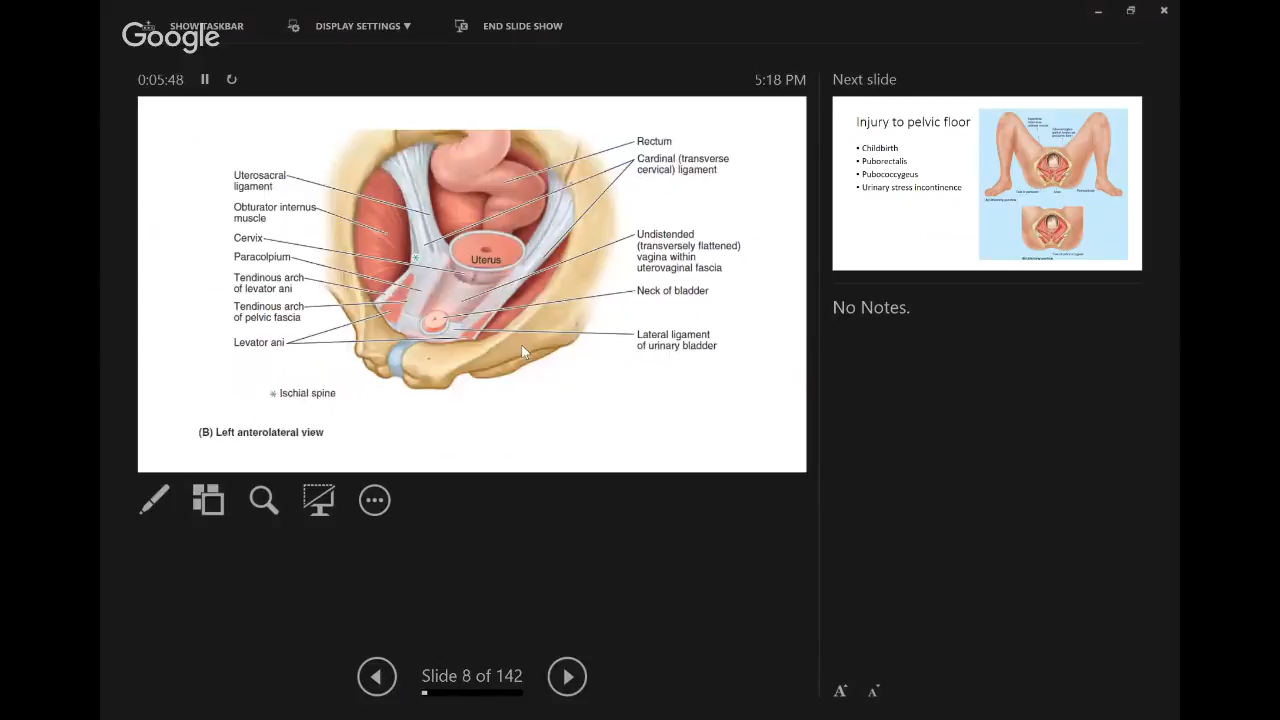 SHOW TASKBAR
DISPLAY SETTINGS ▼
END SLIDE SHOW
Google
0:05:48
5:18 PM
Uterosacral
ligament
Obturator internus
muscle
Cervix
Paracolpium
Tendinous arch
of levator ani
Tendinous arch
of pelvic fascia
Levator ani
Uterus
Rectum
Cardinal (transverse
cervical) ligament
Undistended
(transversely flattened)
vagina within
uterovaginal fascia
Neck of bladder
Lateral ligament
of urinary bladder
* Ischial spine
(B) Left anterolateral view
Slide 8 of 142
Next slide
Injury to pelvic floor
• Childbirth
• Puborectalis
• Pubococcygeus
• Urinary stress incontinence
No Notes.
A A